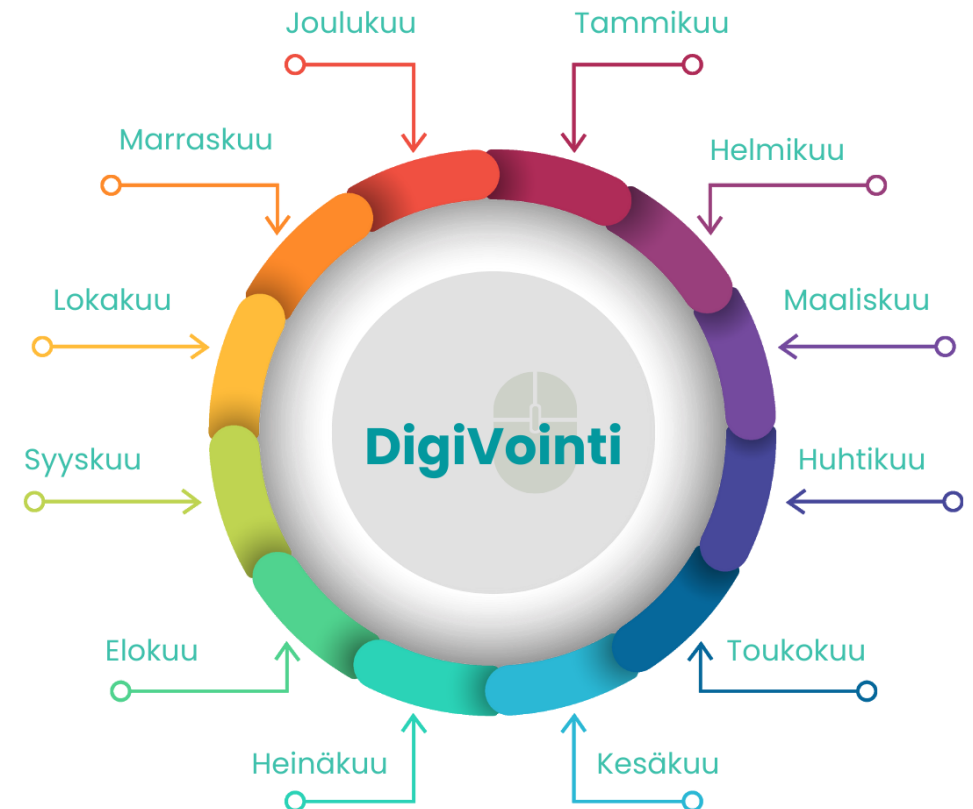 Joulukuu
Tammikuu
Marraskuu
Helmikuu
Lokakuu
Maaliskuu
DigiVointi
Syyskuu
Huhtikuu
Elokuu
Toukokuu
Heinäkuu
Kesäkuu